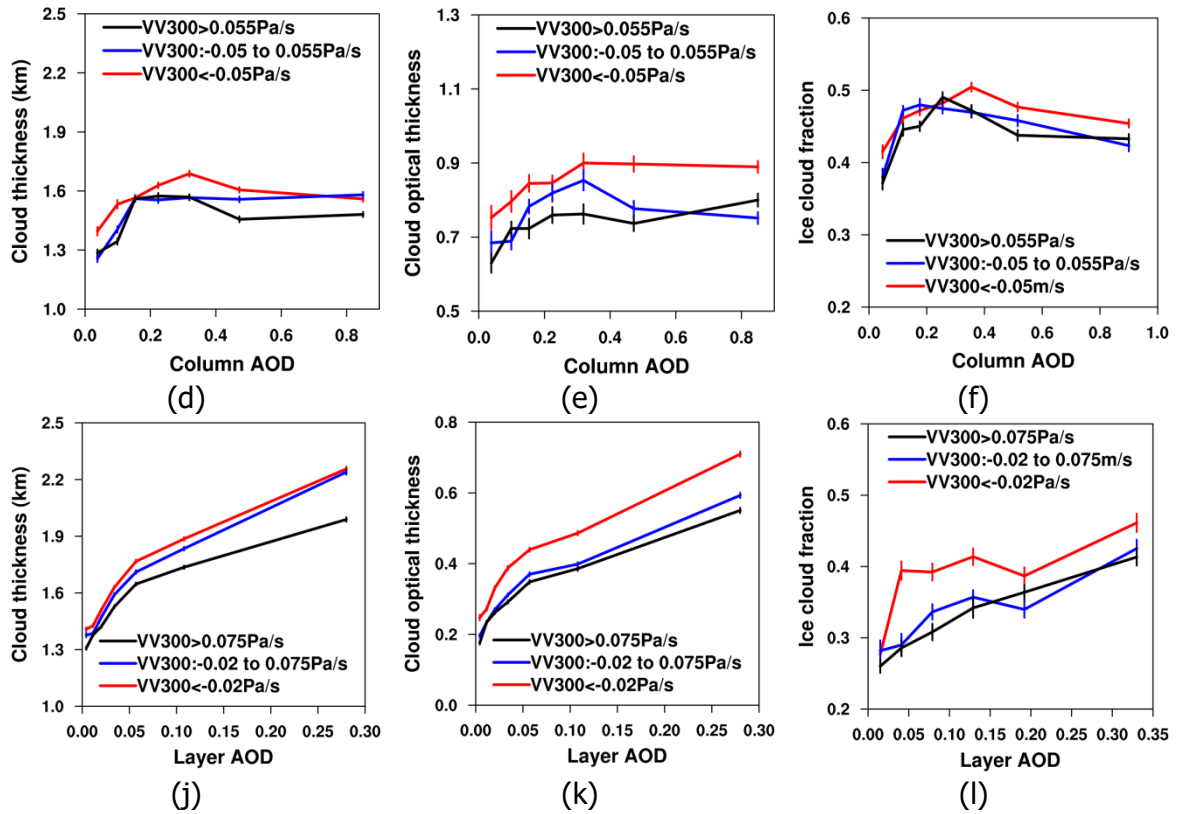 Cloud thickness (km)
2.5
2.2
1.9
1.6
1.3
1.0
VV300>0.055Pa/s
VV300:-0.05 to 0.055Pa/s
VV300<-0.05Pa/s
0.0 0.2 0.4 0.6 0.8
Column AOD
(d)
Cloud optical thickness
1.3
1.1
0.9
0.7
0.5
VV300>0.055Pa/s
VV300:-0.05 to 0.055Pa/s
VV300<-0.05Pa/s
0.0 0.2 0.4 0.6 0.8
Column AOD
(e)
Ice cloud fraction
0.6
0.5
0.4
0.3
0.2
VV300>0.055Pa/s
VV300:-0.05 to 0.055Pa/s
VV300<-0.05m/s
0.0 0.2 0.4 0.6 0.8 1.0
Column AOD
(f)
Cloud thickness (km)
2.5
2.2
1.9
1.6
1.3
1.0
VV300>0.075Pa/s
VV300:-0.02 to 0.075Pa/s
VV300<-0.02Pa/s
0.00 0.05 0.10 0.15 0.20 0.25 0.30
Layer AOD
(j)
Cloud optical thickness
0.8
0.6
0.4
0.2
0.0
VV300>0.075Pa/s
VV300:-0.02 to 0.075Pa/s
VV300<-0.02Pa/s
0.00 0.05 0.10 0.15 0.20 0.25 0.30
Layer AOD
(k)
Ice cloud fraction
0.6
0.5
0.4
0.3
0.2
VV300>0.075Pa/s
VV300:-0.02 to 0.075m/s
VV300<-0.02Pa/s
0.00 0.05 0.10 0.15 0.20 0.25 0.30 0.35
Layer AOD
(l)